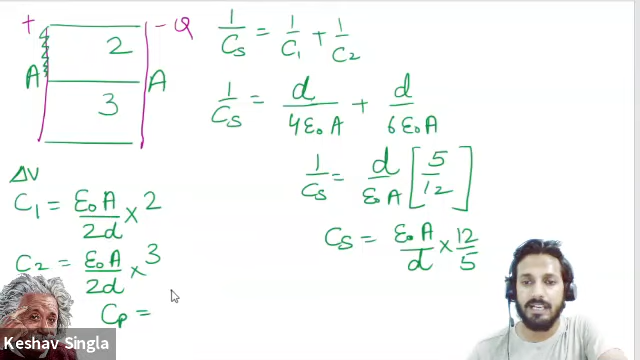 + - Q
2
A A
3
ΔV
C₁ = ε₀A/2d × 2
C₂ = ε₀A/2d × 3
Cp =
1/Cs = 1/C₁ + 1/C₂
1/Cs = d/4ε₀A + d/6ε₀A
1/Cs = d/ε₀A [5/12]
Cs = ε₀A/d × 12/5
Keshav Singla